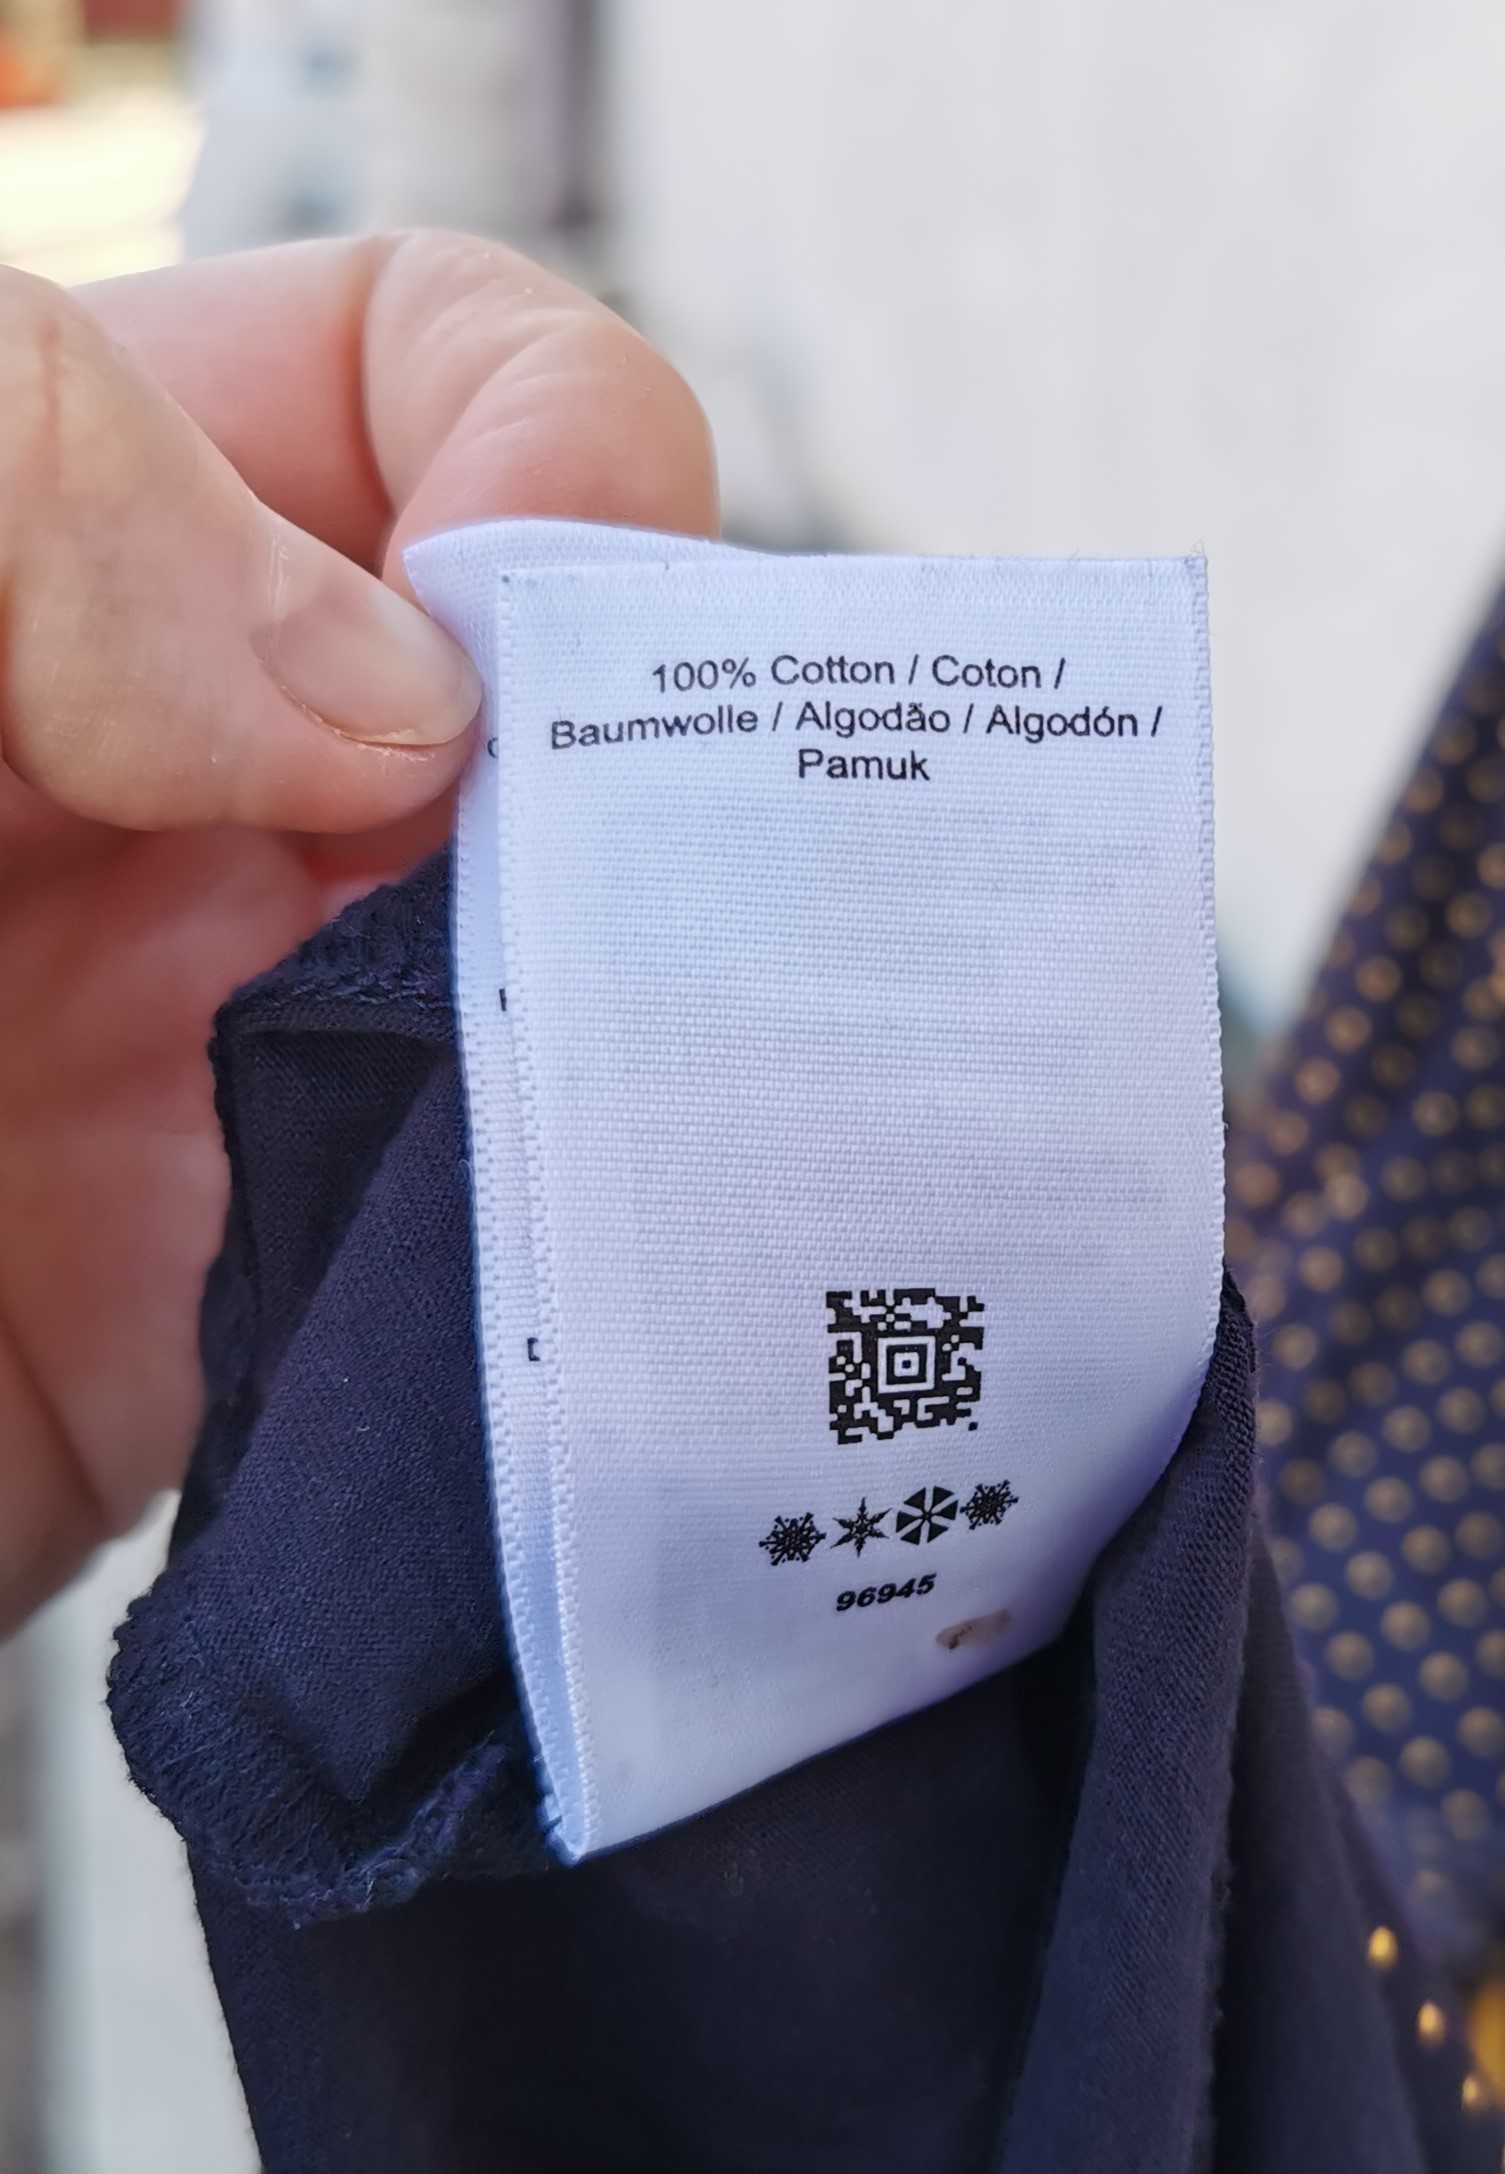 100% Cotton / Coton /
Baumwolle / Algodão / Algodón /
Pamuk
96945